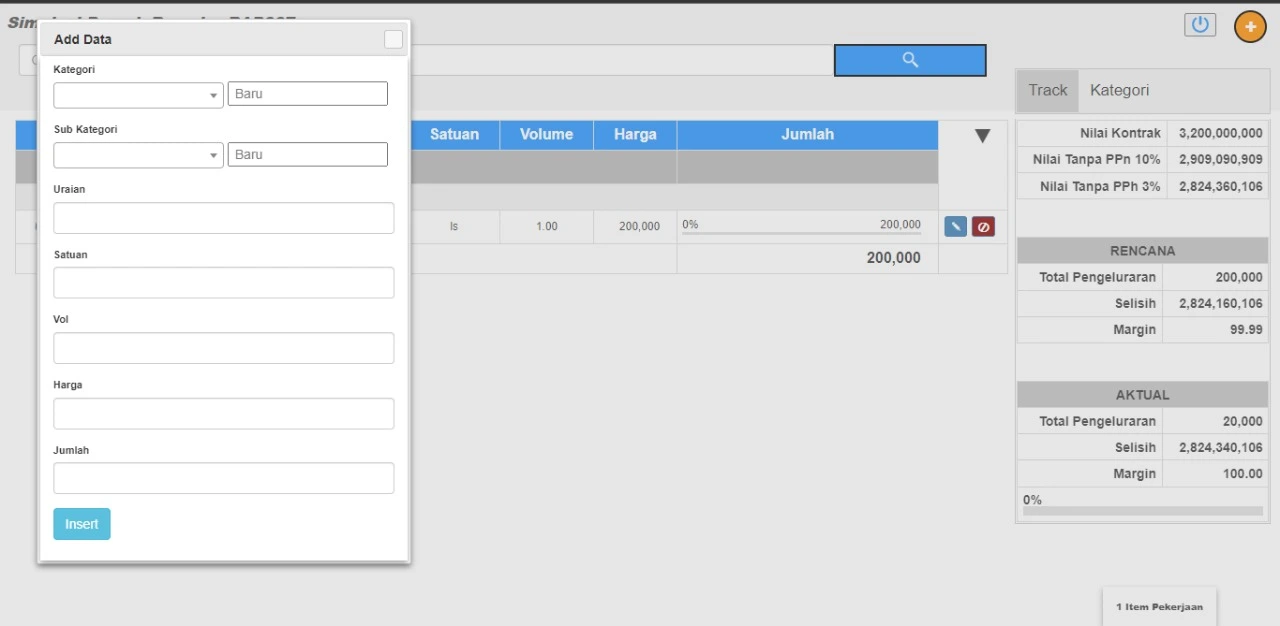 Add Data
Kategori
Baru
Sub Kategori
Baru
Uraian
Satuan
Vol
Harga
Jumlah
Insert
Satuan Volume Harga Jumlah
ls 1.00 200,000 0% 200,000
200,000
Track Kategori
Nilai Kontrak 3,200,000,000
Nilai Tanpa PPn 10% 2,909,090,909
Nilai Tanpa PPh 3% 2,824,360,106
RENCANA
Total Pengeluraran 200,000
Selisih 2,824,160,106
Margin 99.99
AKTUAL
Total Pengeluraran 20,000
Selisih 2,824,340,106
Margin 100.00
0%
1 Item Pekerjaan